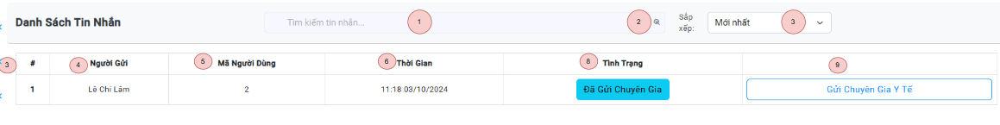 Danh Sách Tin Nhắn
Tìm kiếm tin nhắn...
1
2
Sắp
xếp:
Mới nhất
3
3
#
4
Người Gửi
5
Mã Người Dùng
6
Thời Gian
8
Tình Trạng
9
1
Lê Chí Lâm
2
11:18 03/10/2024
Đã Gửi Chuyên Gia
Gửi Chuyên Gia Y Tế